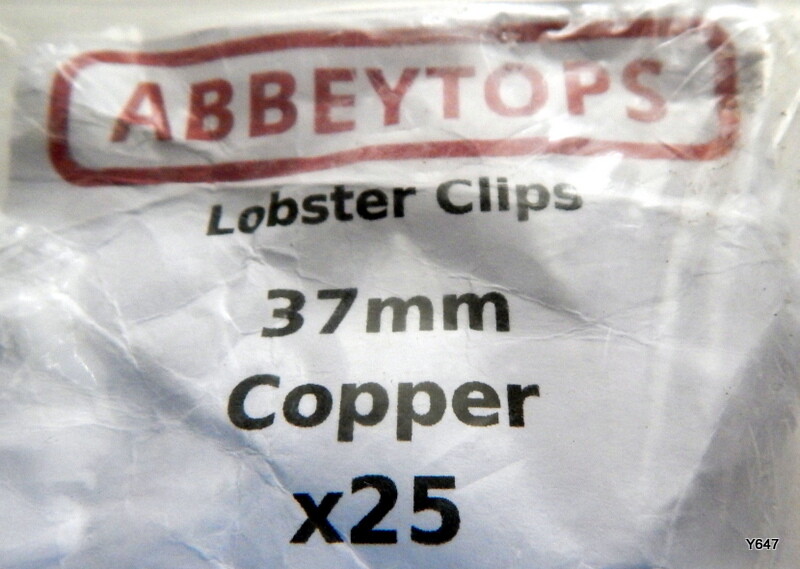 ABBEYTOPS
Lobster Clips
37mm
Copper
x25
Y647